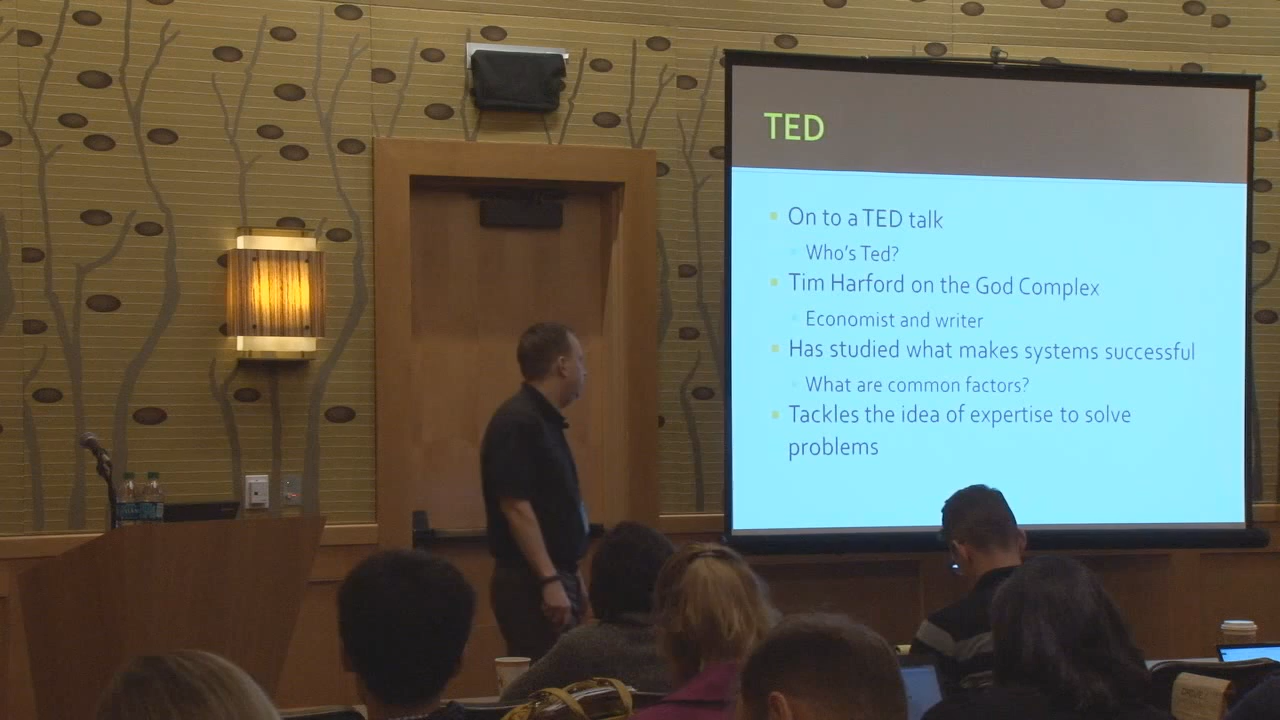 TED
On to a TED talk
Who's Ted?
Tim Harford on the God Complex
Economist and writer
Has studied what makes systems successful
What are common factors?
Tackles the idea of expertise to solve
problems